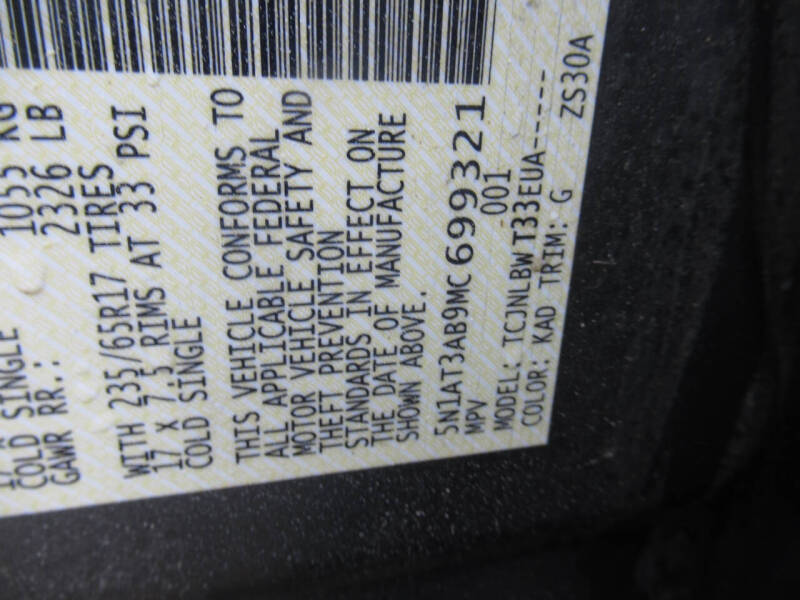 COLD SINGLE
GAWR RR.: 1055 KG
2326 LB
WITH 235/65R17 TIRES
17 X 7.5 RIMS AT 33 PSI
COLD SINGLE
THIS VEHICLE CONFORMS TO
ALL APPLICABLE FEDERAL
MOTOR VEHICLE SAFETY AND
THEFT PREVENTION
STANDARDS IN EFFECT ON
THE DATE OF MANUFACTURE
SHOWN ABOVE.
5N1AT3AB9MC699321
MPV 001
MODEL: TCJNLBWT33EUA-----
COLOR: KAD TRIM: G ZS30A